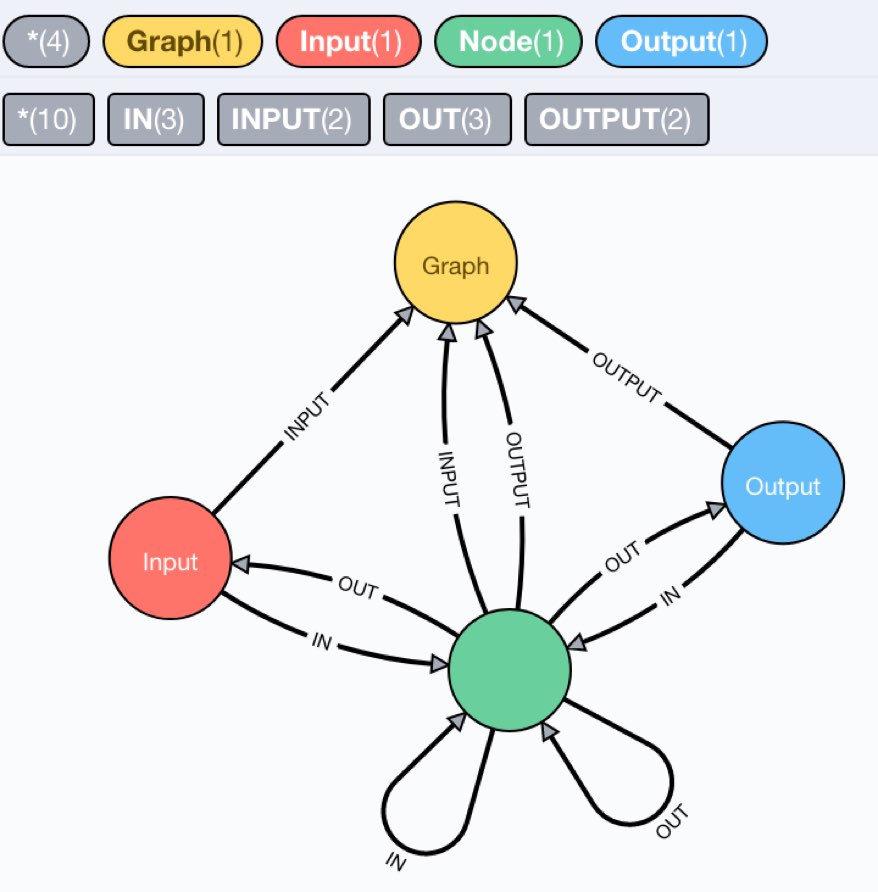 *(4) Graph(1) Input(1) Node(1) Output(1)
*(10) IN(3) INPUT(2) OUT(3) OUTPUT(2)
Graph
OUTPUT
INPUT
OUTPUT
INPUT
Output
Input
OUT
OUT
IN
IN
OUT
IN